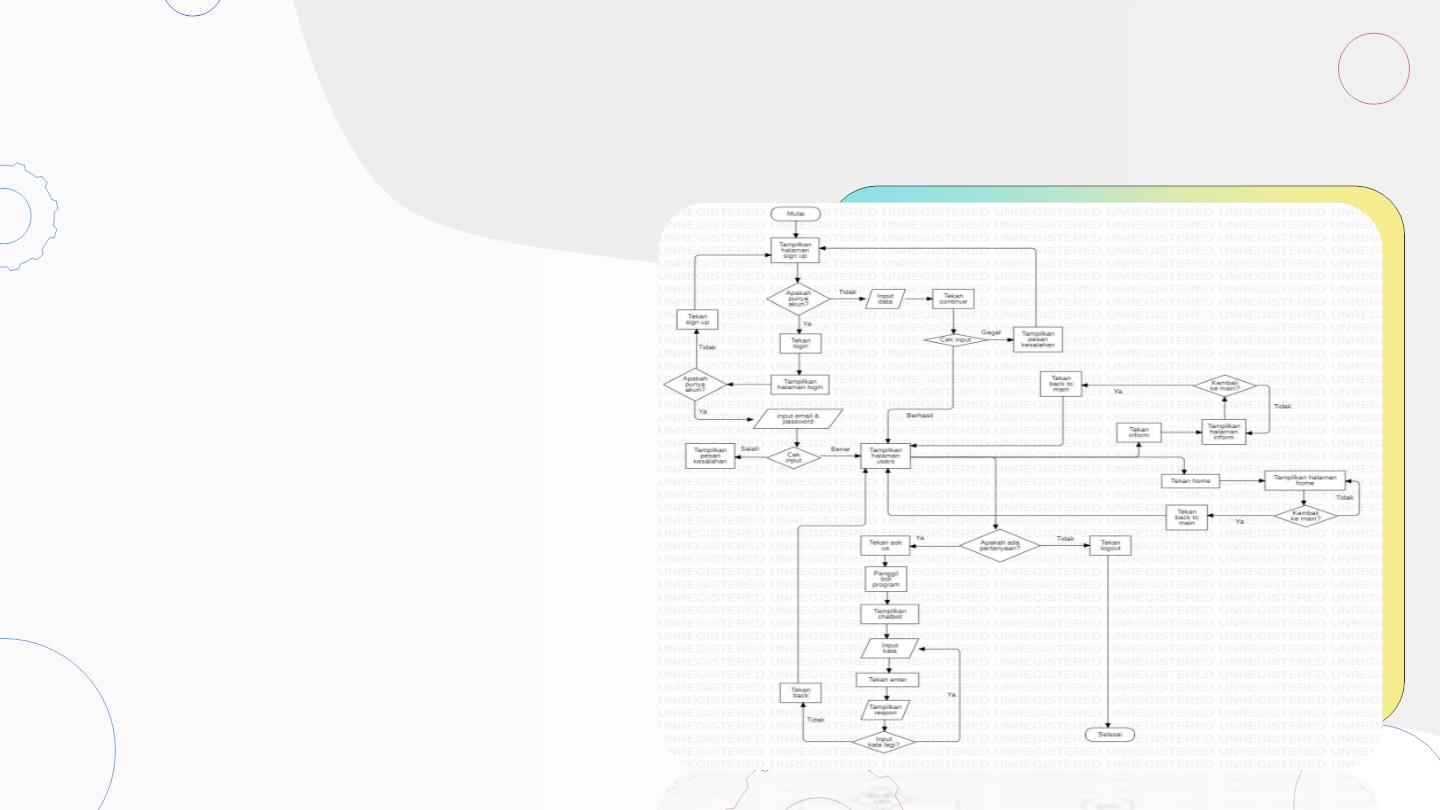 Mulai
Tampilkan
halaman
sign up
Apakah
punya
akun?
Tidak
Input
data
Tekan
continue
Ya
Tekan
login
Cek input
Gagal
Tampilkan
pesan
kesalahan
Tekan
sign up
Tidak
Apakah
punya
akun?
Tampilkan
halaman login
Ya
input email &
password
Berhasil
Tekan
back to
main
Ya
Kembali
ke main?
Tidak
Tekan
inform
Tampilkan
halaman
inform
Tampilkan
pesan
kesalahan
Salah
Cek
input
Benar
Tampilkan
halaman
users
Tekan home
Tampilkan halaman
home
Tidak
Tekan
back to
main
Ya
Kembali
ke main?
Tekan ask
us
Ya
Apakah ada
pertanyaan?
Tidak
Tekan
logout
Panggil
bot
program
Tampilkan
chatbot
Input
kata
Tekan enter
Ya
Tekan
back
Tampilkan
respon
Tidak
Input
kata lagi?
Selesai
UNREGISTERED